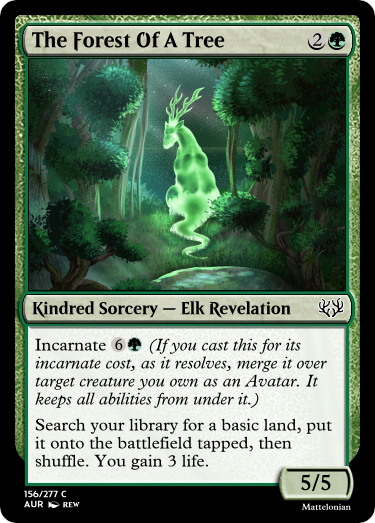 The Forest Of A Tree 2
Kindred Sorcery — Elk Revelation
Incarnate 6 (If you cast this for its
incarnate cost, as it resolves, merge it over
target creature you own as an Avatar. It
keeps all abilities from under it.)
Search your library for a basic land, put
it onto the battlefield tapped, then
shuffle. You gain 3 life.
5/5
156/277 C
AUR REW
Mattelonian